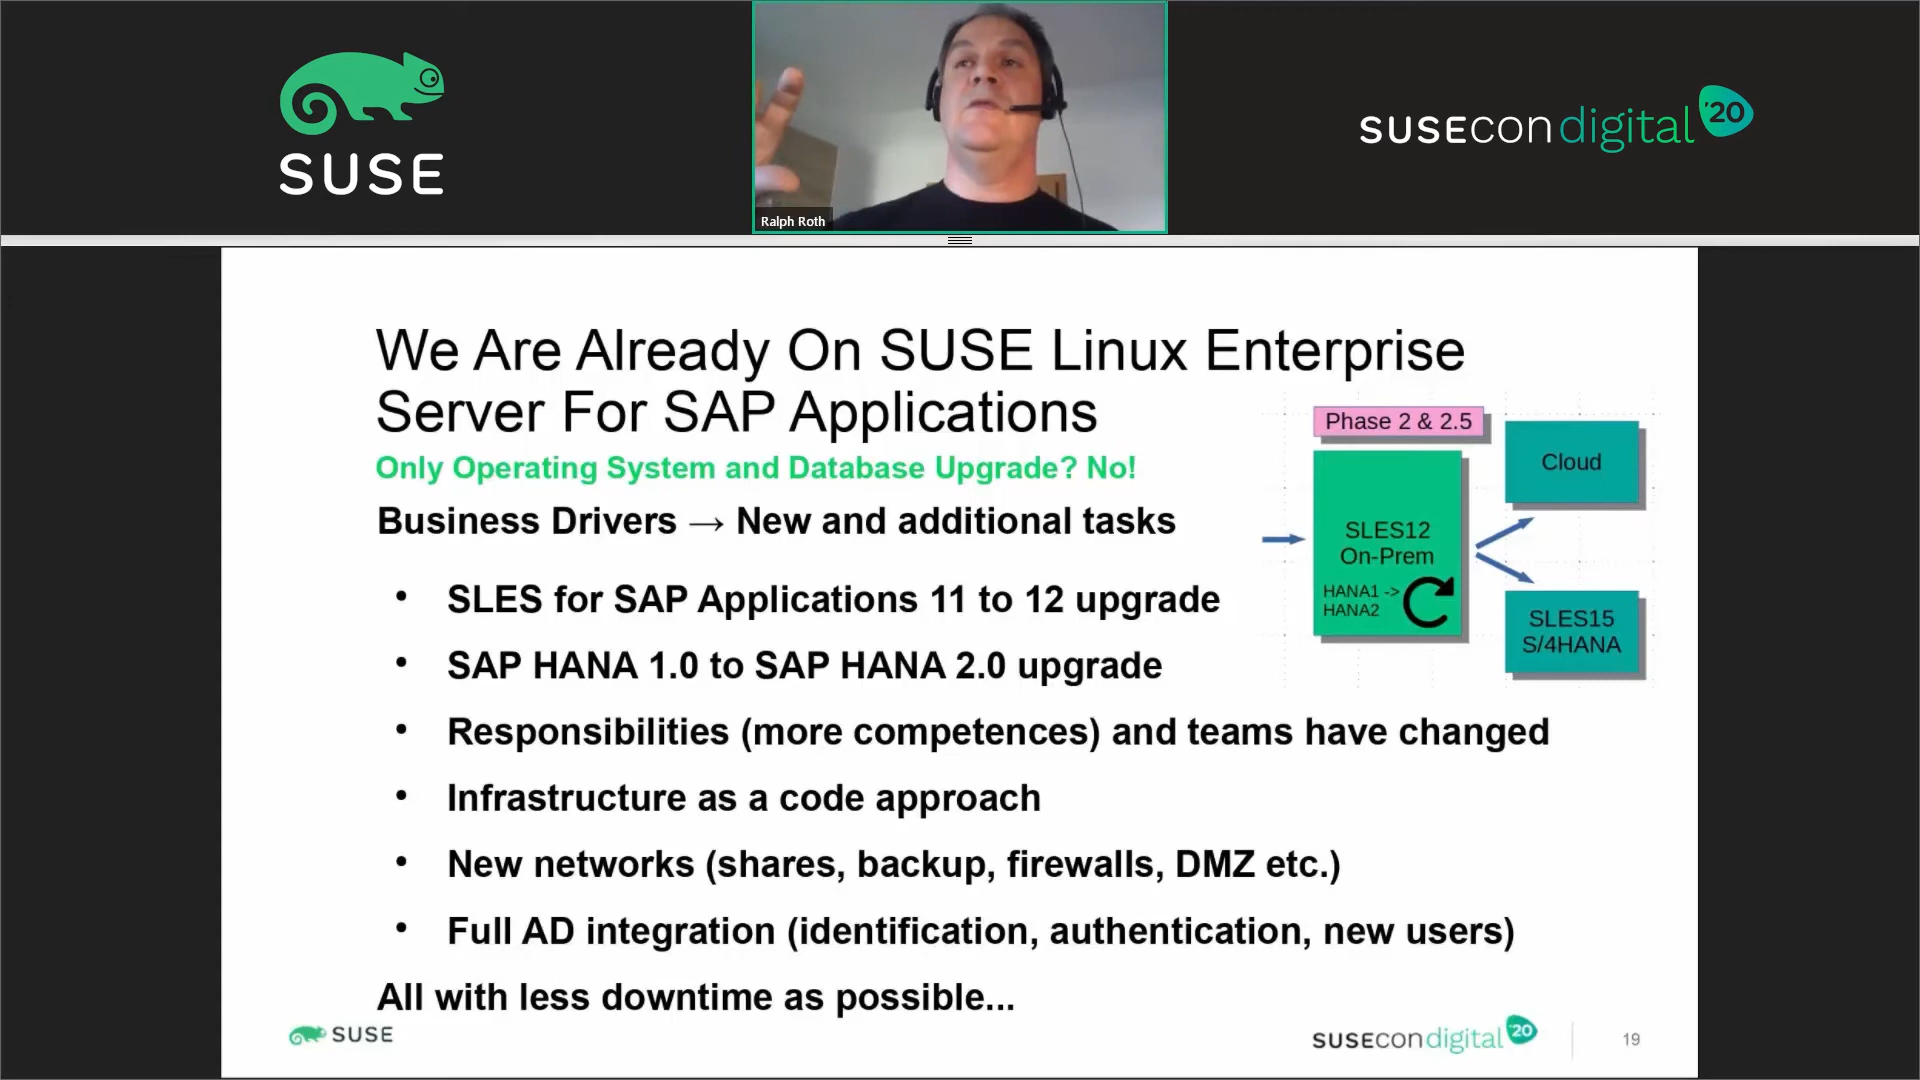 SUSE
Ralph Roth
SUSEcon digital '20
We Are Already On SUSE Linux Enterprise
Server For SAP Applications
Only Operating System and Database Upgrade? No!
Business Drivers → New and additional tasks
• SLES for SAP Applications 11 to 12 upgrade
• SAP HANA 1.0 to SAP HANA 2.0 upgrade
• Responsibilities (more competences) and teams have changed
• Infrastructure as a code approach
• New networks (shares, backup, firewalls, DMZ etc.)
• Full AD integration (identification, authentication, new users)
All with less downtime as possible...
Phase 2 & 2.5
SLES12
On-Prem
HANA1 ->
HANA2
Cloud
SLES15
S/4HANA
SUSE
SUSEcon digital '20
19